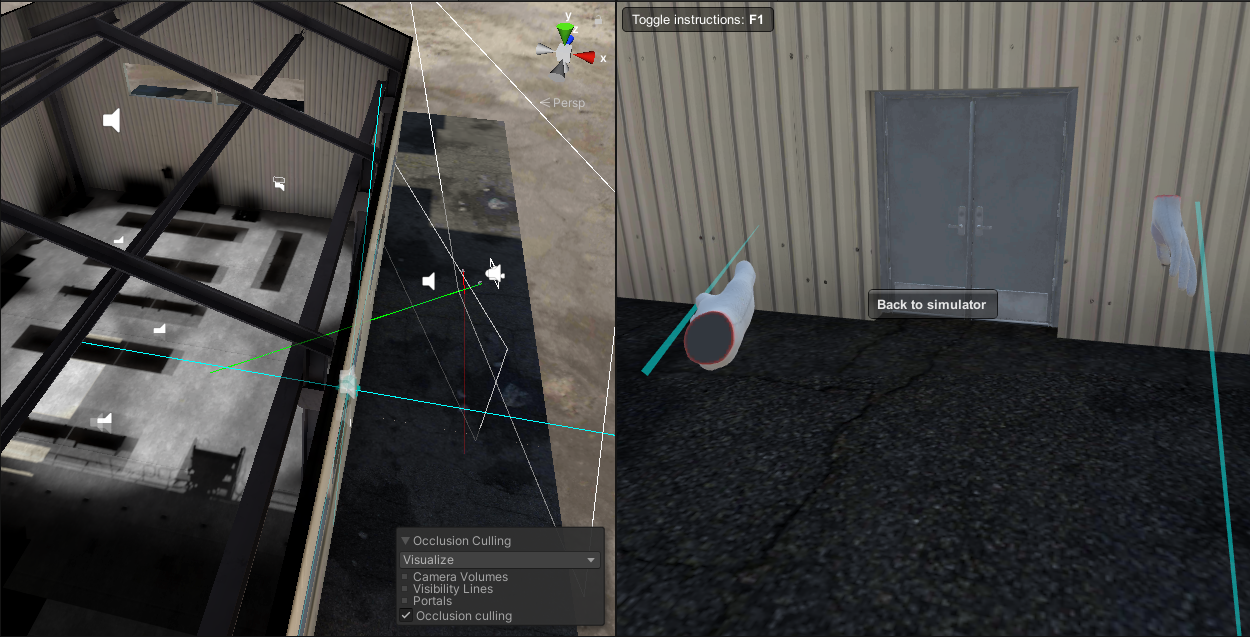 y
z
x
Persp
Occlusion Culling
Visualize
Camera Volumes
Visibility Lines
Portals
Occlusion culling
Toggle instructions: F1
Back to simulator